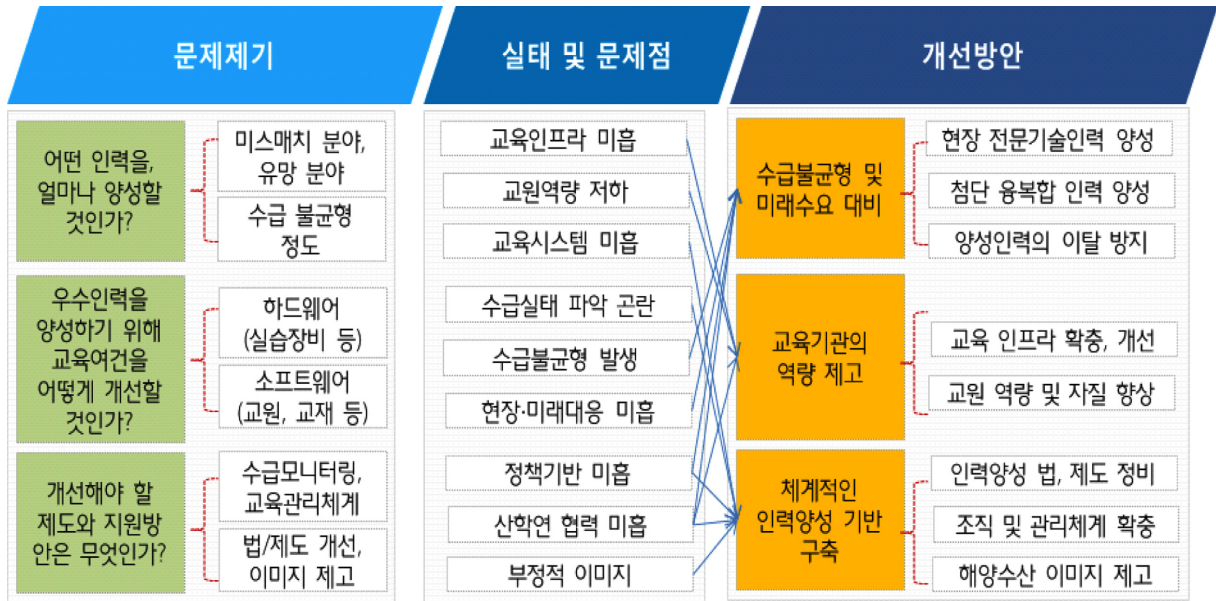 문제제기
실태 및 문제점
개선방안
어떤 인력을,
얼마나 양성할
것인가?
미스매치 분야,
유망 분야
수급 불균형
정도
우수인력을
양성하기 위해
교육여건을
어떻게 개선할
것인가?
하드웨어
(실습장비 등)
소프트웨어
(교원, 교재 등)
개선해야 할
제도와 지원방
안은 무엇인가?
수급모니터링,
교육관리체계
법/제도 개선,
이미지 제고
교육인프라 미흡
교원역량 저하
교육시스템 미흡
수급실태 파악 곤란
수급불균형 발생
현장·미래대응 미흡
정책기반 미흡
산학연 협력 미흡
부정적 이미지
수급불균형 및
미래수요 대비
현장 전문기술인력 양성
첨단 융복합 인력 양성
양성인력의 이탈 방지
교육기관의
역량 제고
교육 인프라 확충, 개선
교원 역량 및 자질 향상
체계적인
인력양성 기반
구축
인력양성 법, 제도 정비
조직 및 관리체계 확충
해양수산 이미지 제고